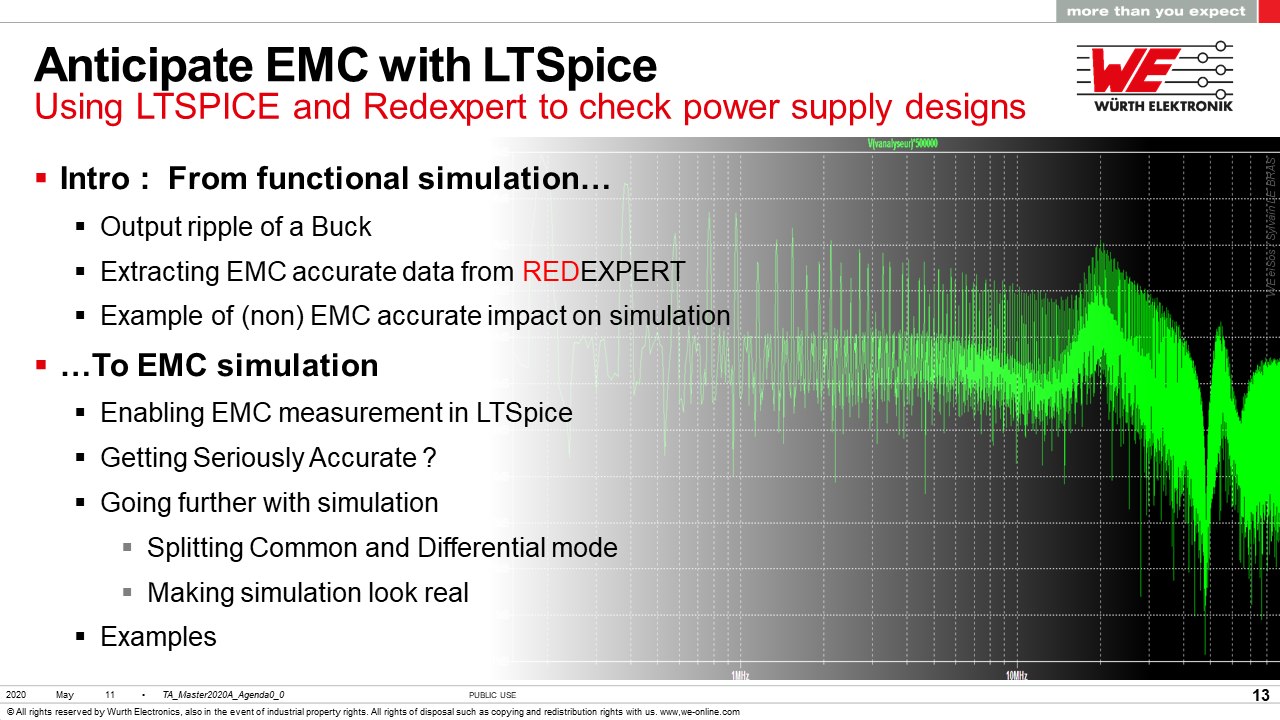 more than you expect
Anticipate EMC with LTSpice
Using LTSPICE and Redexpert to check power supply designs
WE
WÜRTH ELEKTRONIK
V(vanalyseur)*500000
▪ Intro : From functional simulation…
▪ Output ripple of a Buck
▪ Extracting EMC accurate data from REDEXPERT
▪ Example of (non) EMC accurate impact on simulation
▪ …To EMC simulation
▪ Enabling EMC measurement in LTSpice
▪ Getting Seriously Accurate ?
▪ Going further with simulation
▪ Splitting Common and Differential mode
▪ Making simulation look real
▪ Examples
1MHz
10MHz
2020 May 11 • TA_Master2020A_Agenda0_0 PUBLIC USE 13
© All rights reserved by Wurth Electronics, also in the event of industrial property rights. All rights of disposal such as copying and redistribution rights with us. www,we-online.com